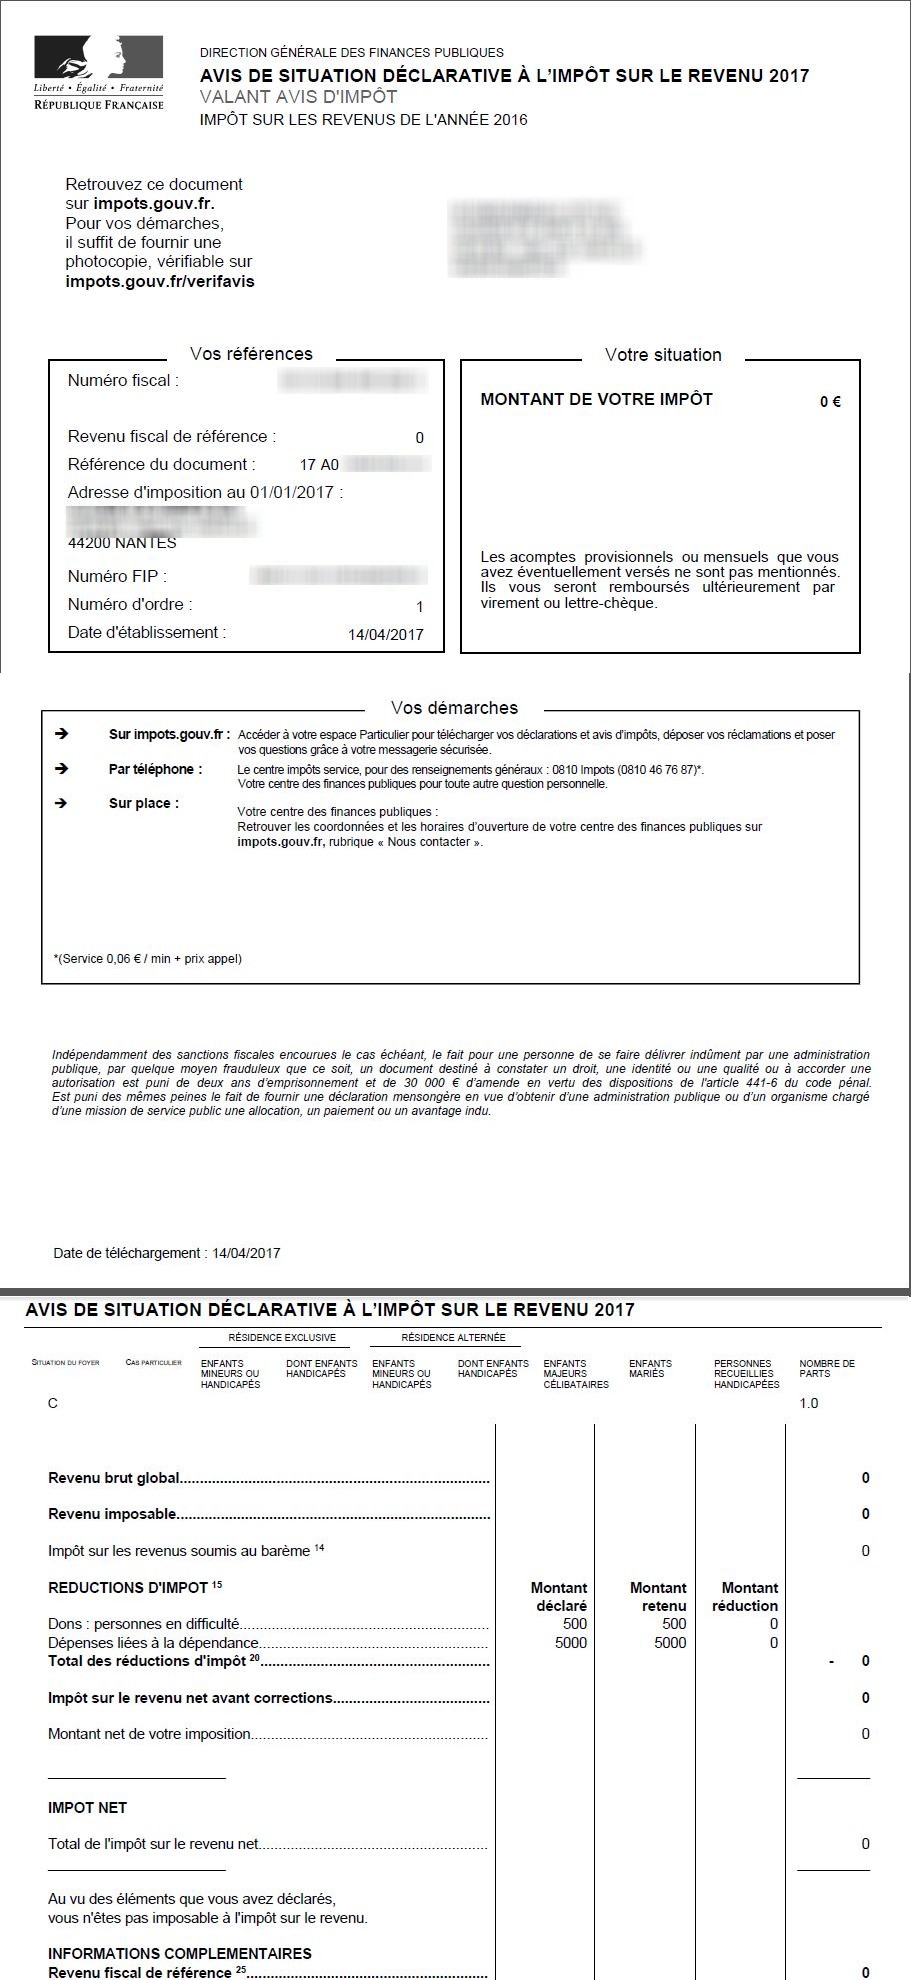 Liberté • Égalité • Fraternité
RÉPUBLIQUE FRANÇAISE
DIRECTION GÉNÉRALE DES FINANCES PUBLIQUES
AVIS DE SITUATION DÉCLARATIVE À L'IMPÔT SUR LE REVENU 2017
VALANT AVIS D'IMPÔT
IMPÔT SUR LES REVENUS DE L'ANNÉE 2016
Retrouvez ce document
sur impots.gouv.fr.
Pour vos démarches,
il suffit de fournir une
photocopie, vérifiable sur
impots.gouv.fr/verifavis
Vos références
Numéro fiscal :
Revenu fiscal de référence : 0
Référence du document : 17 A0
Adresse d'imposition au 01/01/2017 :
44200 NANTES
Numéro FIP :
Numéro d'ordre : 1
Date d'établissement : 14/04/2017
Votre situation
MONTANT DE VOTRE IMPÔT 0 €
Les acomptes provisionnels ou mensuels que vous
avez éventuellement versés ne sont pas mentionnés.
Ils vous seront remboursés ultérieurement par
virement ou lettre-chèque.
Vos démarches
➔ Sur impots.gouv.fr : Accéder à votre espace Particulier pour télécharger vos déclarations et avis d'impôts, déposer vos réclamations et poser
vos questions grâce à votre messagerie sécurisée.
➔ Par téléphone : Le centre impôts service, pour des renseignements généraux : 0810 Impots (0810 46 76 87)*.
Votre centre des finances publiques pour toute autre question personnelle.
➔ Sur place :
Votre centre des finances publiques :
Retrouver les coordonnées et les horaires d'ouverture de votre centre des finances publiques sur
impots.gouv.fr, rubrique « Nous contacter ».
*(Service 0,06 € / min + prix appel)
Indépendamment des sanctions fiscales encourues le cas échéant, le fait pour une personne de se faire délivrer indûment par une administration
publique, par quelque moyen frauduleux que ce soit, un document destiné à constater un droit, une identité ou une qualité ou à accorder une
autorisation est puni de deux ans d'emprisonnement et de 30 000 € d'amende en vertu des dispositions de l'article 441-6 du code pénal.
Est puni des mêmes peines le fait de fournir une déclaration mensongère en vue d'obtenir d'une administration publique ou d'un organisme chargé
d'une mission de service public une allocation, un paiement ou un avantage indu.
Date de téléchargement : 14/04/2017
AVIS DE SITUATION DÉCLARATIVE À L'IMPÔT SUR LE REVENU 2017
RÉSIDENCE EXCLUSIVE RÉSIDENCE ALTERNÉE
SITUATION DU FOYER CAS PARTICULIER ENFANTS DONT ENFANTS ENFANTS DONT ENFANTS ENFANTS ENFANTS PERSONNES NOMBRE DE
MINEURS OU HANDICAPÉS MINEURS OU HANDICAPÉS MAJEURS MARIÉS RECUEILLIES PARTS
HANDICAPÉS HANDICAPÉS CÉLIBATAIRES HANDICAPÉES
C 1.0
Revenu brut global 0
Revenu imposable 0
Impôt sur les revenus soumis au barème 14 0
REDUCTIONS D'IMPOT 15 Montant Montant Montant
déclaré retenu réduction
Dons : personnes en difficulté 500 500 0
Dépenses liées à la dépendance 5000 5000 0
Total des réductions d'impôt 20 - 0
Impôt sur le revenu net avant corrections 0
Montant net de votre imposition 0
IMPOT NET
Total de l'impôt sur le revenu net 0
Au vu des éléments que vous avez déclarés,
vous n'êtes pas imposable à l'impôt sur le revenu.
INFORMATIONS COMPLEMENTAIRES
Revenu fiscal de référence 25 0